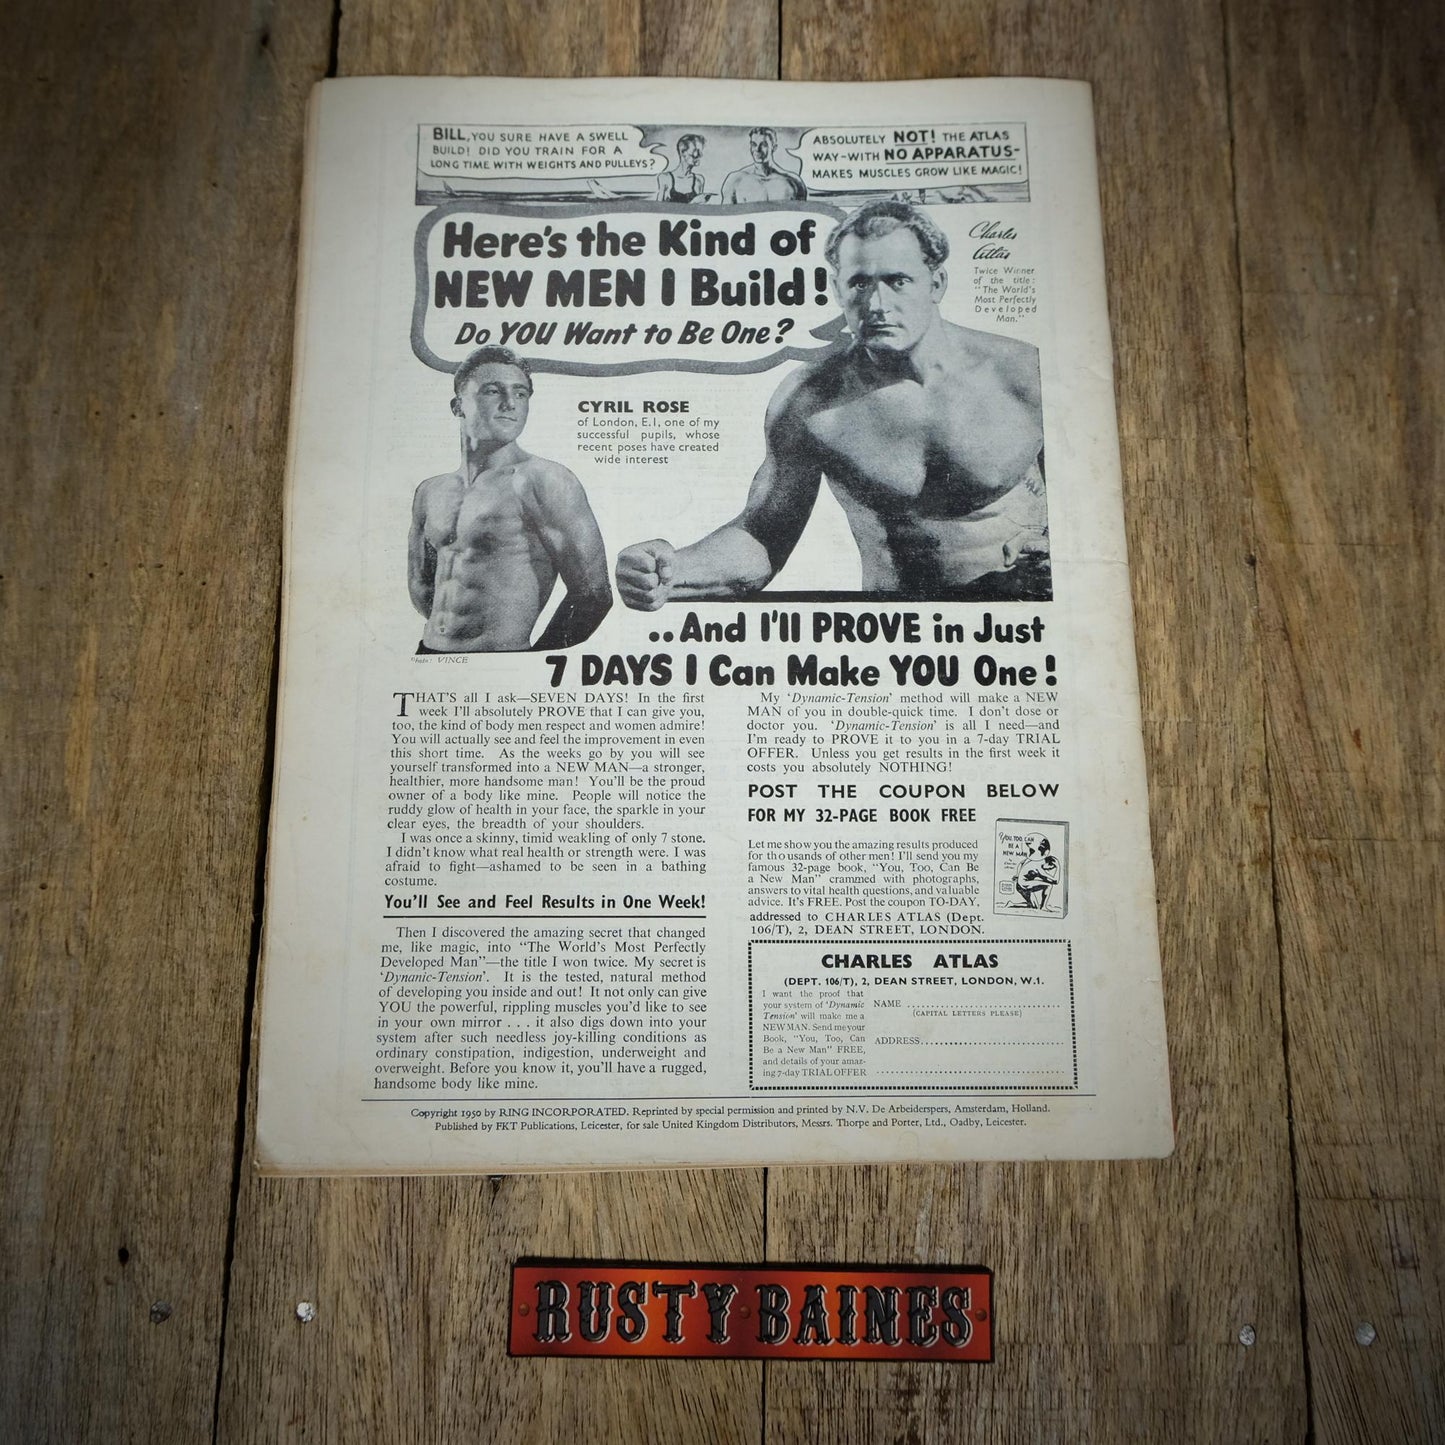 BILL, YOU SURE HAVE A SWELL
BUILD! DID YOU TRAIN FOR A
LONG TIME WITH WEIGHTS AND PULLEYS?
ABSOLUTELY NOT! THE ATLAS
WAY-WITH NO APPARATUS-
MAKES MUSCLES GROW LIKE MAGIC!
Here's the Kind of
NEW MEN I Build!
Do YOU Want to Be One?
Charles
Atlas
Twice Winner
of the title:
"The World's
Most Perfectly
Developed
Man."
CYRIL ROSE
of London, E.1, one of my
successful pupils, whose
recent poses have created
wide interest
Photo: VINCE
..And I'll PROVE in Just
7 DAYS I Can Make YOU One!
THAT'S all I ask—SEVEN DAYS! In the first
week I'll absolutely PROVE that I can give you,
too, the kind of body men respect and women admire!
You will actually see and feel the improvement in even
this short time. As the weeks go by you will see
yourself transformed into a NEW MAN—a stronger,
healthier, more handsome man! You'll be the proud
owner of a body like mine. People will notice the
ruddy glow of health in your face, the sparkle in your
clear eyes, the breadth of your shoulders.
I was once a skinny, timid weakling of only 7 stone.
I didn't know what real health or strength were. I was
afraid to fight—ashamed to be seen in a bathing
costume.
You'll See and Feel Results in One Week!
Then I discovered the amazing secret that changed
me, like magic, into "The World's Most Perfectly
Developed Man"—the title I won twice. My secret is
'Dynamic-Tension'. It is the tested, natural method
of developing you inside and out! It not only can give
YOU the powerful, rippling muscles you'd like to see
in your own mirror . . . it also digs down into your
system after such needless joy-killing conditions as
ordinary constipation, indigestion, underweight and
overweight. Before you know it, you'll have a rugged,
handsome body like mine.
My 'Dynamic-Tension' method will make a NEW
MAN of you in double-quick time. I don't dose or
doctor you. 'Dynamic-Tension' is all I need—and
I'm ready to PROVE it to you in a 7-day TRIAL
OFFER. Unless you get results in the first week it
costs you absolutely NOTHING!
POST THE COUPON BELOW
FOR MY 32-PAGE BOOK FREE
Let me show you the amazing results produced
for thousands of other men! I'll send you my
famous 32-page book, "You, Too, Can Be
a New Man" crammed with photographs,
answers to vital health questions, and valuable
advice. It's FREE. Post the coupon TO-DAY,
addressed to CHARLES ATLAS (Dept.
106/T), 2, DEAN STREET, LONDON.
YOU, TOO, CAN
BE A
NEW MAN
CHARLES ATLAS
(DEPT. 106/T), 2, DEAN STREET, LONDON, W.1.
I want the proof that
your system of 'Dynamic
Tension' will make me a
NEW MAN. Send me your
Book, "You, Too, Can
Be a New Man" FREE,
and details of your amaz-
ing 7-day TRIAL OFFER
NAME
(CAPITAL LETTERS PLEASE)
ADDRESS
Copyright 1950 by RING INCORPORATED. Reprinted by special permission and printed by N.V. De Arbeiderspers, Amsterdam, Holland.
Published by FKT Publications, Leicester, for sale United Kingdom Distributors, Messrs. Thorpe and Porter, Ltd., Oadby, Leicester.
RUSTY BAINES